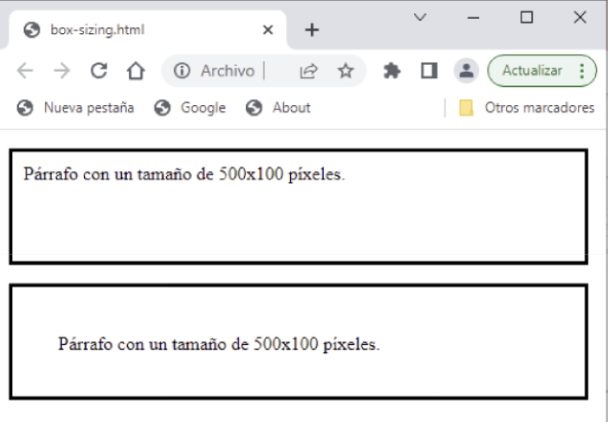 box-sizing.html
Archivo
Actualizar
Nueva pestaña Google About Otros marcadores
Párrafo con un tamaño de 500x100 píxeles.
Párrafo con un tamaño de 500x100 píxeles.